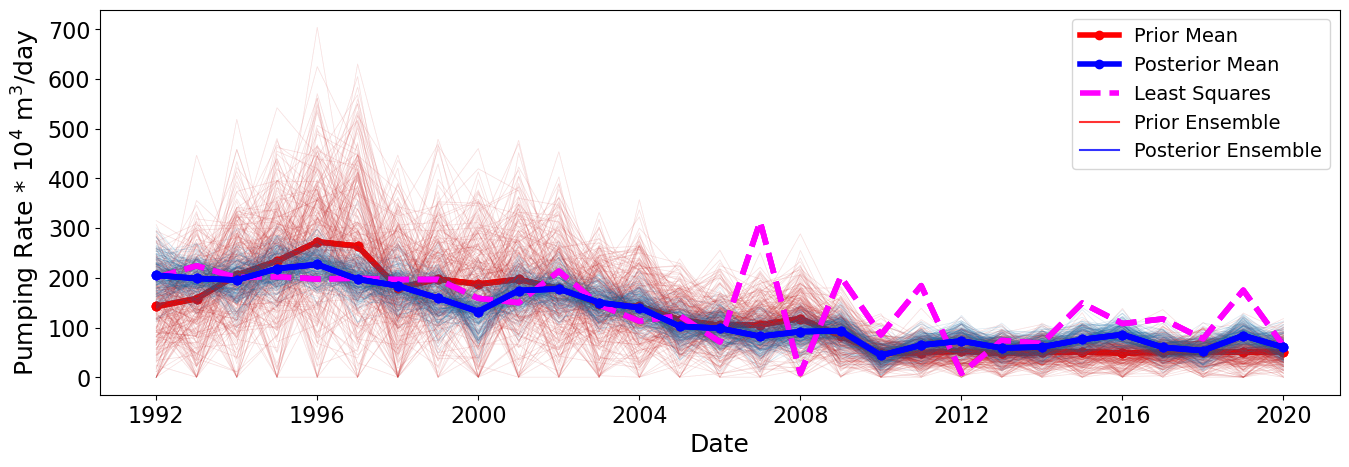 Pumping Rate * 10⁴ m³/day
700
600
500
400
300
200
100
0
1992
1996
2000
2004
2008
2012
2016
2020
Date
Prior Mean
Posterior Mean
Least Squares
Prior Ensemble
Posterior Ensemble